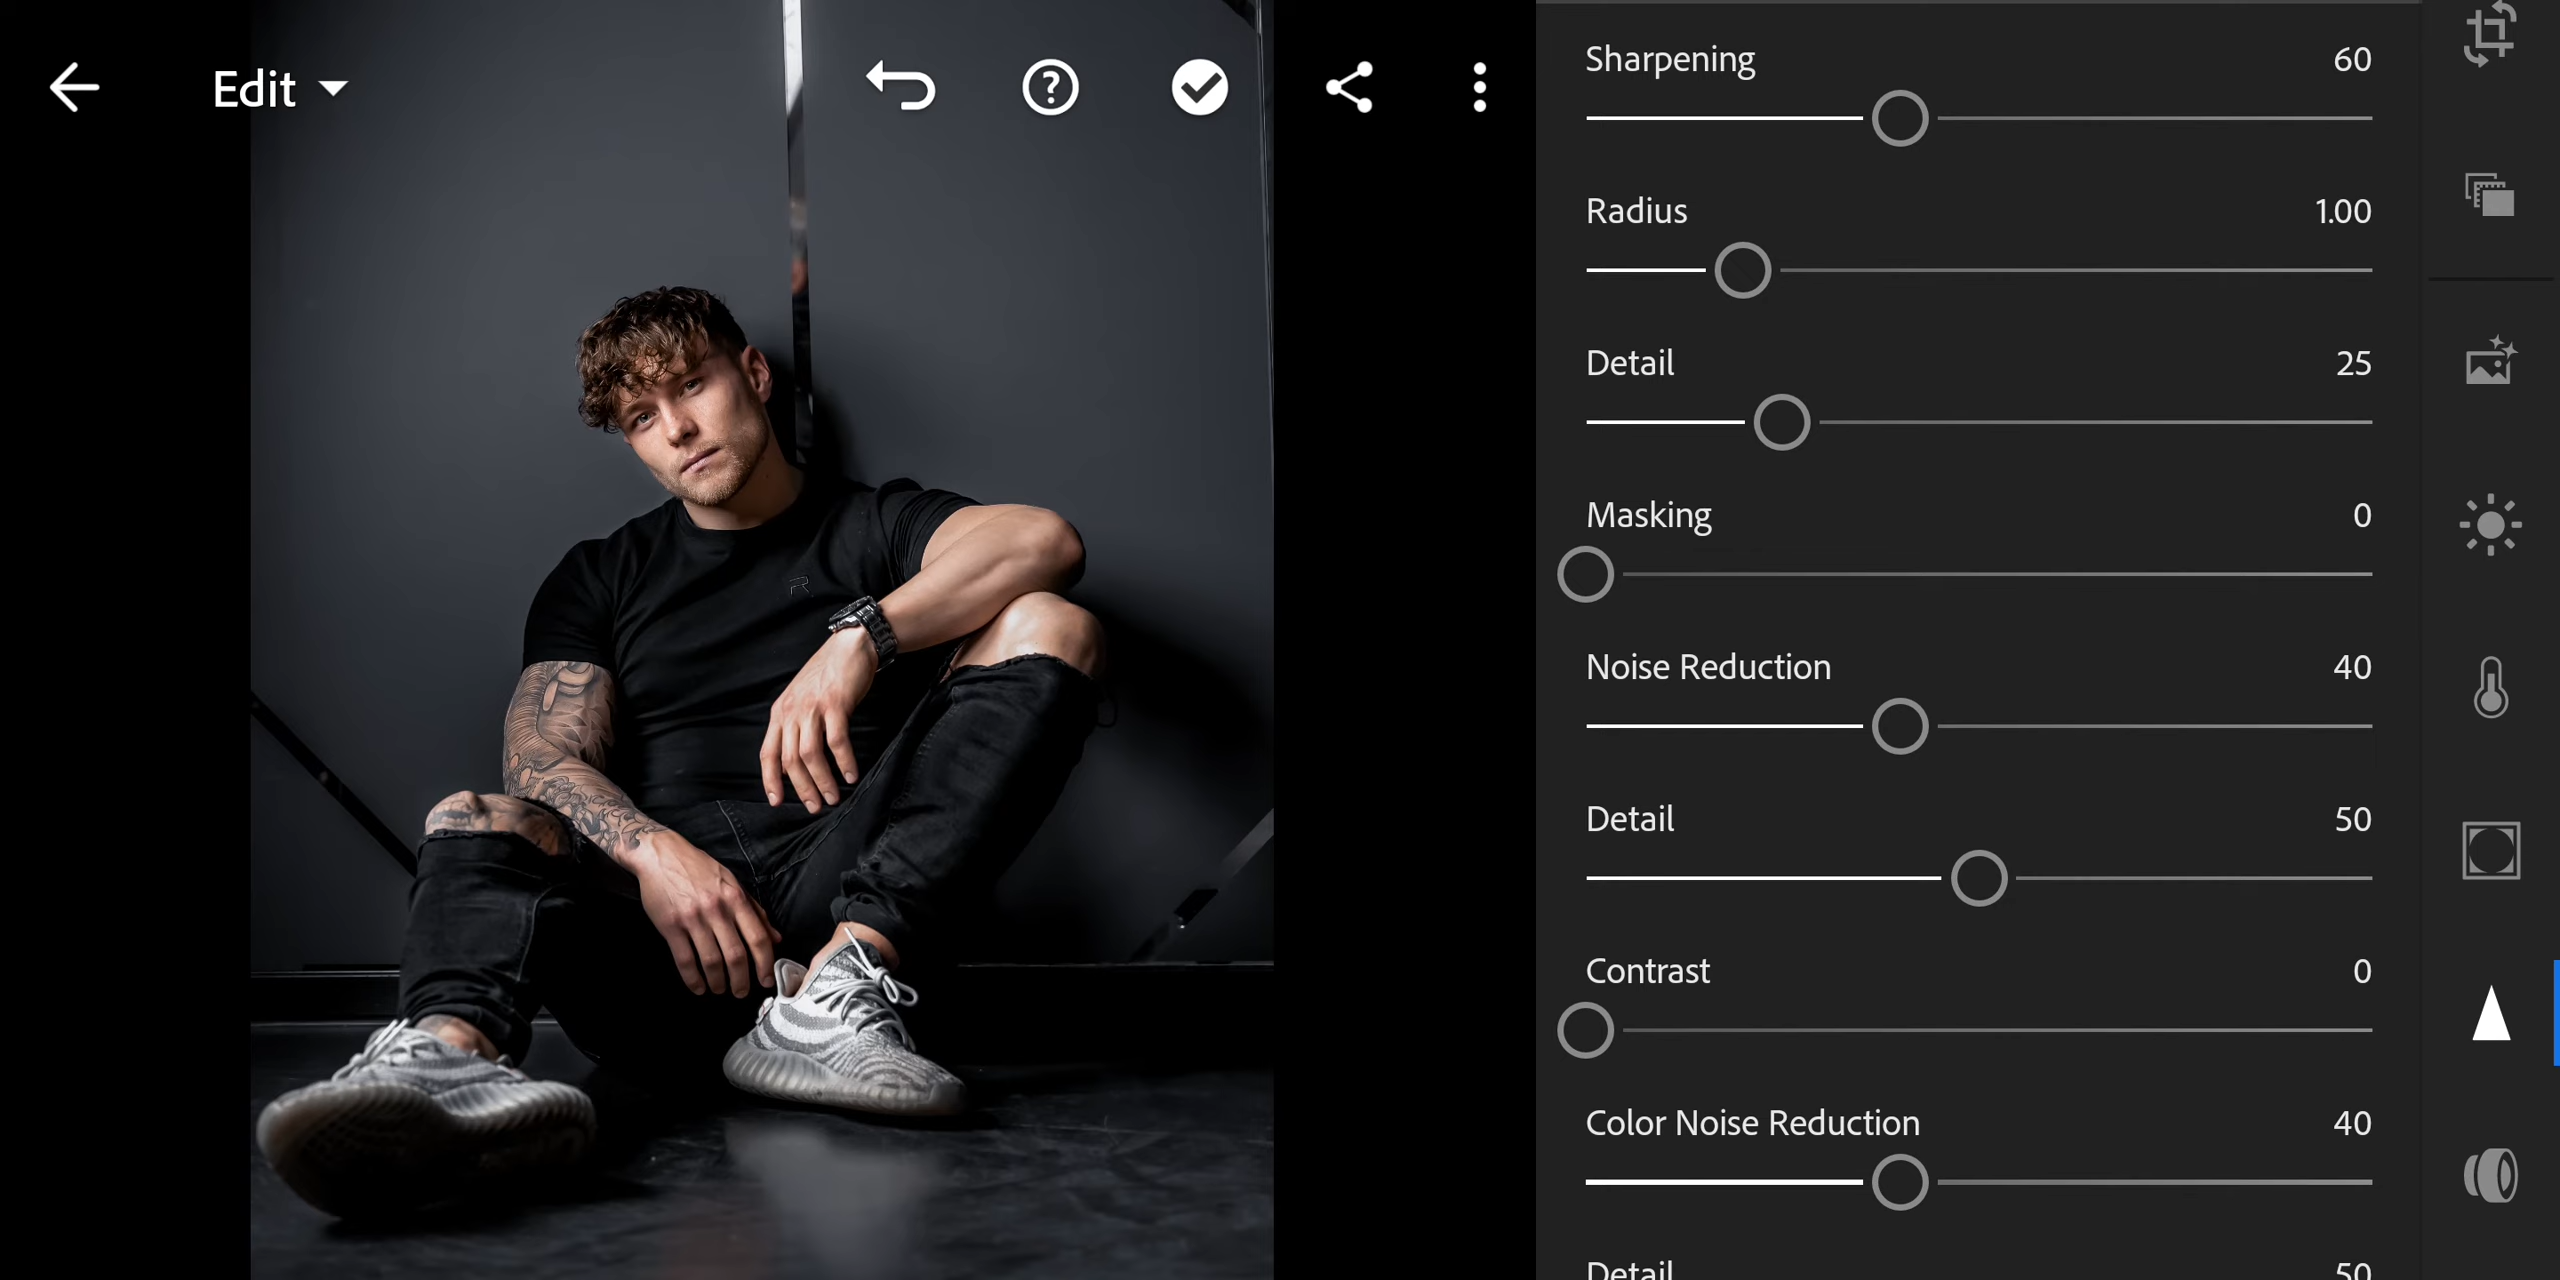 Edit
Sharpening 60
Radius 1.00
Detail 25
Masking 0
Noise Reduction 40
Detail 50
Contrast 0
Color Noise Reduction 40
Detail 50